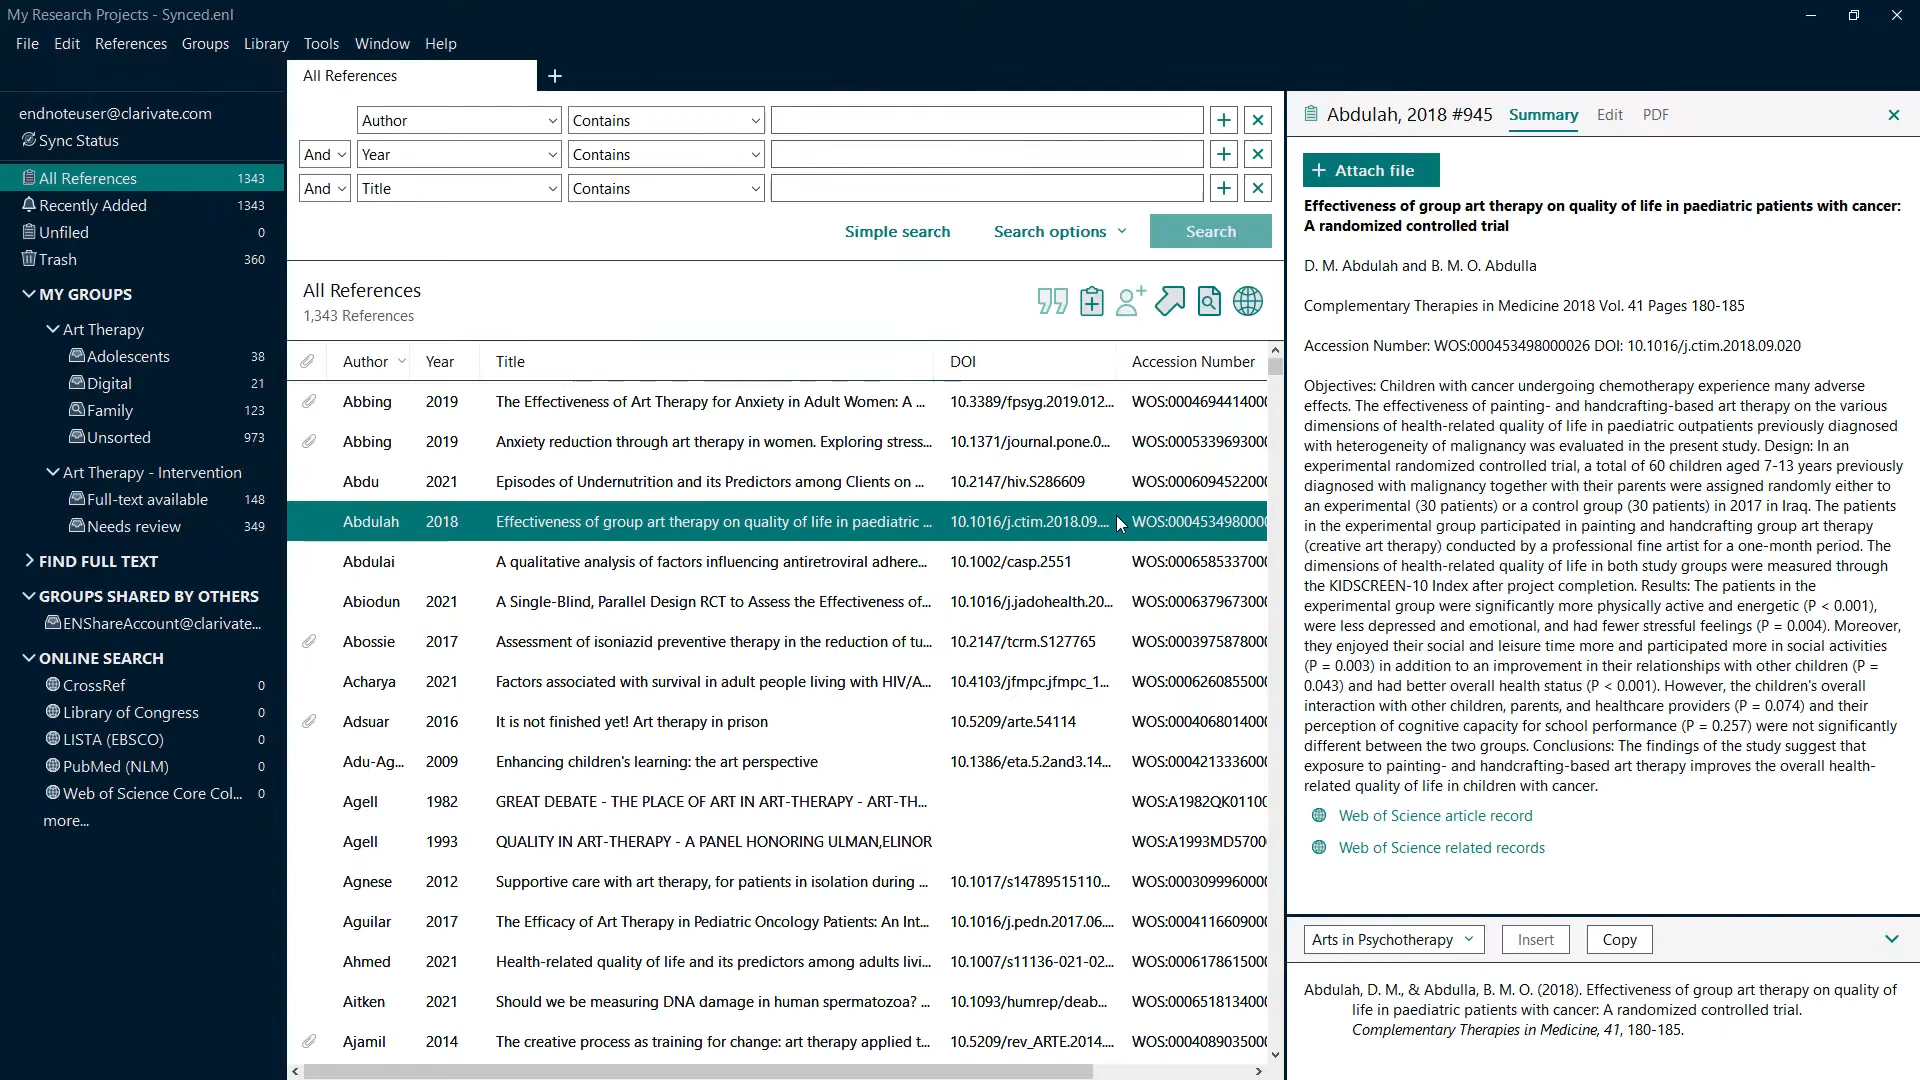 My Research Projects - Synced.enl
File Edit References Groups Library Tools Window Help
endnoteuser@clarivate.com
Sync Status
All References 1343
Recently Added 1343
Unfiled 0
Trash 360
MY GROUPS
Art Therapy
Adolescents 38
Digital 21
Family 123
Unsorted 973
Art Therapy - Intervention
Full-text available 148
Needs review 349
FIND FULL TEXT
GROUPS SHARED BY OTHERS
ENShareAccount@clarivate...
ONLINE SEARCH
CrossRef 0
Library of Congress 0
LISTA (EBSCO) 0
PubMed (NLM) 0
Web of Science Core Col... 0
more...
All References
Author Contains
And Year Contains
And Title Contains
Simple search Search options Search
All References
1,343 References
Author Year Title DOI Accession Number
Abbing 2019 The Effectiveness of Art Therapy for Anxiety in Adult Women: A ... 10.3389/fpsyg.2019.012... WOS:0004694414000
Abbing 2019 Anxiety reduction through art therapy in women. Exploring stress... 10.1371/journal.pone.0... WOS:0005339693000
Abdu 2021 Episodes of Undernutrition and its Predictors among Clients on ... 10.2147/hiv.S286609 WOS:0006094522000
Abdulah 2018 Effectiveness of group art therapy on quality of life in paediatric ... 10.1016/j.ctim.2018.09.... WOS:0004534980000
Abdulai A qualitative analysis of factors influencing antiretroviral adhere... 10.1002/casp.2551 WOS:0006585337000
Abiodun 2021 A Single-Blind, Parallel Design RCT to Assess the Effectiveness of... 10.1016/j.jadohealth.20... WOS:0006379673000
Abossie 2017 Assessment of isoniazid preventive therapy in the reduction of tu... 10.2147/tcrm.S127765 WOS:0003975878000
Acharya 2021 Factors associated with survival in adult people living with HIV/A... 10.4103/jfmpc.jfmpc_1... WOS:0006260855000
Adsuar 2016 It is not finished yet! Art therapy in prison 10.5209/arte.54114 WOS:0004068014000
Adu-Ag... 2009 Enhancing children's learning: the art perspective 10.1386/eta.5.2and3.14... WOS:0004213336000
Agell 1982 GREAT DEBATE - THE PLACE OF ART IN ART-THERAPY - ART-TH... WOS:A1982QK01100
Agell 1993 QUALITY IN ART-THERAPY - A PANEL HONORING ULMAN,ELINOR WOS:A1993MD5700
Agnese 2012 Supportive care with art therapy, for patients in isolation during ... 10.1017/s14789515110... WOS:0003099960000
Aguilar 2017 The Efficacy of Art Therapy in Pediatric Oncology Patients: An Int... 10.1016/j.pedn.2017.06.... WOS:0004116609000
Ahmed 2021 Health-related quality of life and its predictors among adults livi... 10.1007/s11136-021-02... WOS:0006178615000
Aitken 2021 Should we be measuring DNA damage in human spermatozoa? ... 10.1093/humrep/deab... WOS:0006518134000
Ajamil 2014 The creative process as training for change: art therapy applied t... 10.5209/rev_ARTE.2014.... WOS:0004089035000
Abdulah, 2018 #945 Summary Edit PDF
+ Attach file
Effectiveness of group art therapy on quality of life in paediatric patients with cancer:
A randomized controlled trial
D. M. Abdulah and B. M. O. Abdulla
Complementary Therapies in Medicine 2018 Vol. 41 Pages 180-185
Accession Number: WOS:000453498000026 DOI: 10.1016/j.ctim.2018.09.020
Objectives: Children with cancer undergoing chemotherapy experience many adverse
effects. The effectiveness of painting- and handcrafting-based art therapy on the various
dimensions of health-related quality of life in paediatric outpatients previously diagnosed
with heterogeneity of malignancy was evaluated in the present study. Design: In an
experimental randomized controlled trial, a total of 60 children aged 7-13 years previously
diagnosed with malignancy together with their parents were assigned randomly either to
an experimental (30 patients) or a control group (30 patients) in 2017 in Iraq. The patients
in the experimental group participated in painting and handcrafting group art therapy
(creative art therapy) conducted by a professional fine artist for a one-month period. The
dimensions of health-related quality of life in both study groups were measured through
the KIDSCREEN-10 Index after project completion. Results: The patients in the
experimental group were significantly more physically active and energetic (P < 0.001),
were less depressed and emotional, and had fewer stressful feelings (P = 0.004). Moreover,
they enjoyed their social and leisure time more and participated more in social activities
(P = 0.003) in addition to an improvement in their relationships with other children (P =
0.043) and had better overall health status (P < 0.001). However, the children's overall
interaction with other children, parents, and healthcare providers (P = 0.074) and their
perception of cognitive capacity for school performance (P = 0.257) were not significantly
different between the two groups. Conclusions: The findings of the study suggest that
exposure to painting- and handcrafting-based art therapy improves the overall health-
related quality of life in children with cancer.
Web of Science article record
Web of Science related records
Arts in Psychotherapy Insert Copy
Abdulah, D. M., & Abdulla, B. M. O. (2018). Effectiveness of group art therapy on quality of
life in paediatric patients with cancer: A randomized controlled trial.
Complementary Therapies in Medicine, 41, 180-185.